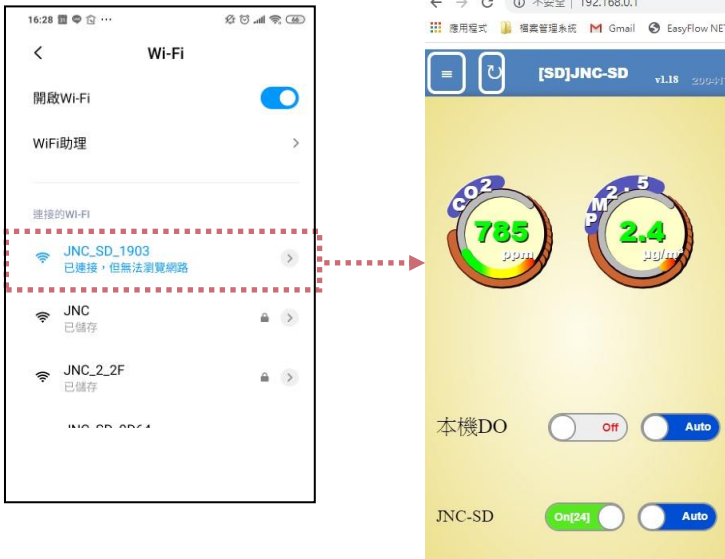 16:28
66
Wi-Fi
開啟Wi-Fi
WiFi助理
連接的WI-FI
JNC_SD_1903
已連接，但無法瀏覽網路
JNC
已儲存
JNC_2_2F
已儲存
不安全 | 192.168.0.1
應用程式 檔案管理系統 Gmail EasyFlow NE
[SD]JNC-SD v1.18
CO2
785
ppm
PM2.5
2.4
µg/m³
本機DO Off Auto
JNC-SD On[24] Auto